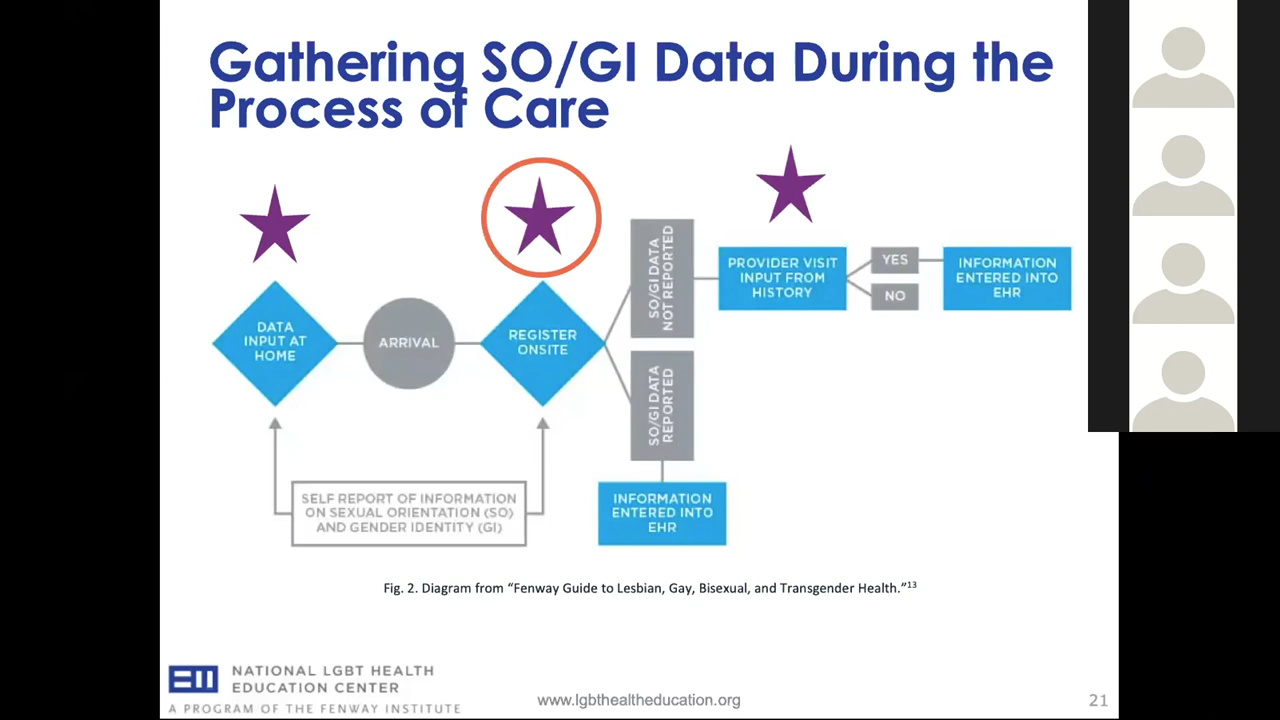 Gathering SO/GI Data During the
Process of Care
DATA
INPUT AT
HOME
ARRIVAL
REGISTER
ONSITE
SO/GI DATA
NOT REPORTED
SO/GI DATA
REPORTED
PROVIDER VISIT
INPUT FROM
HISTORY
YES
NO
INFORMATION
ENTERED INTO
EHR
SELF REPORT OF INFORMATION
ON SEXUAL ORIENTATION (SO)
AND GENDER IDENTITY (GI)
INFORMATION
ENTERED INTO
EHR
Fig. 2. Diagram from “Fenway Guide to Lesbian, Gay, Bisexual, and Transgender Health.”13
NATIONAL LGBT HEALTH
EDUCATION CENTER
A PROGRAM OF THE FENWAY INSTITUTE
www.lgbthealtheducation.org
21